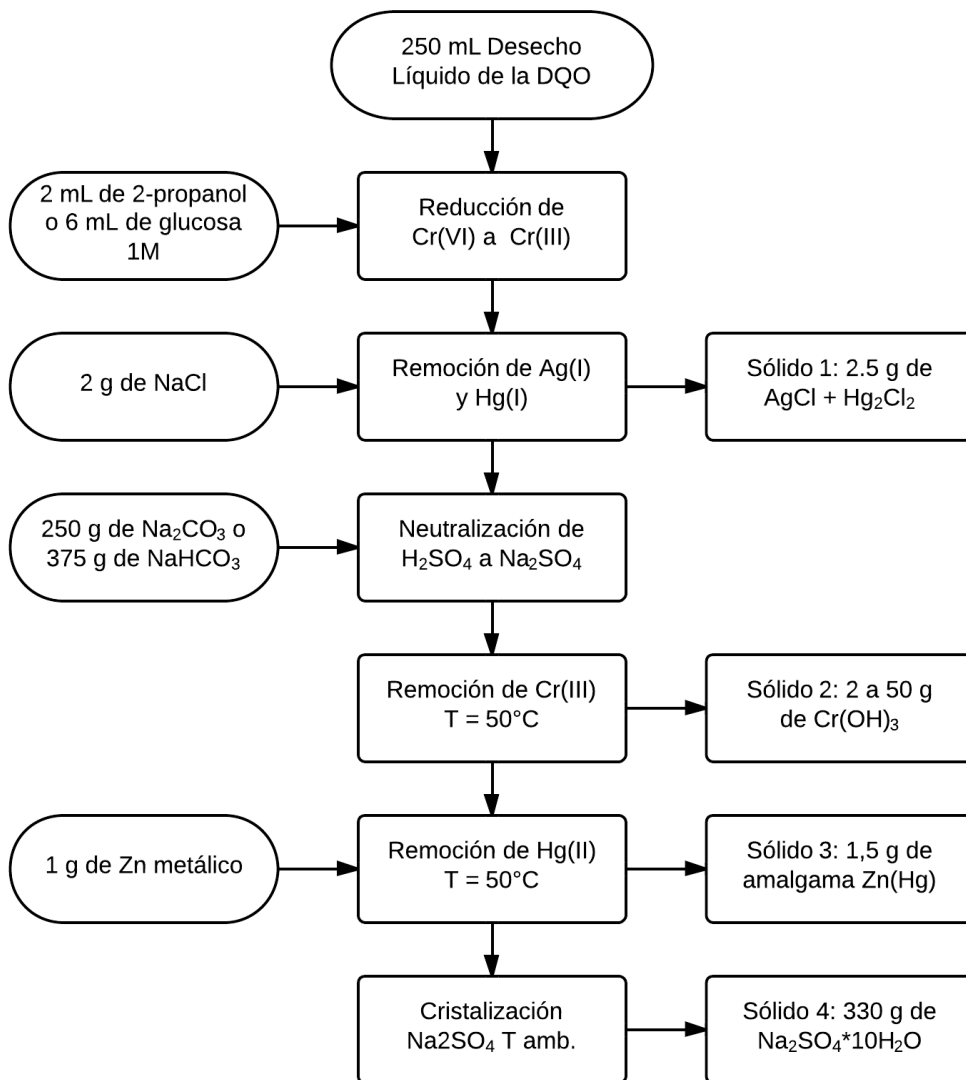 250 mL Desecho
Líquido de la DQO
2 mL de 2-propanol
o 6 mL de glucosa
1M
Reducción de
Cr(VI) a Cr(III)
2 g de NaCl
Remoción de Ag(I)
y Hg(I)
Sólido 1: 2.5 g de
AgCl + Hg₂Cl₂
250 g de Na₂CO₃ o
375 g de NaHCO₃
Neutralización de
H₂SO₄ a Na₂SO₄
Remoción de Cr(III)
T = 50°C
Sólido 2: 2 a 50 g
de Cr(OH)₃
1 g de Zn metálico
Remoción de Hg(II)
T = 50°C
Sólido 3: 1,5 g de
amalgama Zn(Hg)
Cristalización
Na2SO₄ T amb.
Sólido 4: 330 g de
Na₂SO₄*10H₂O